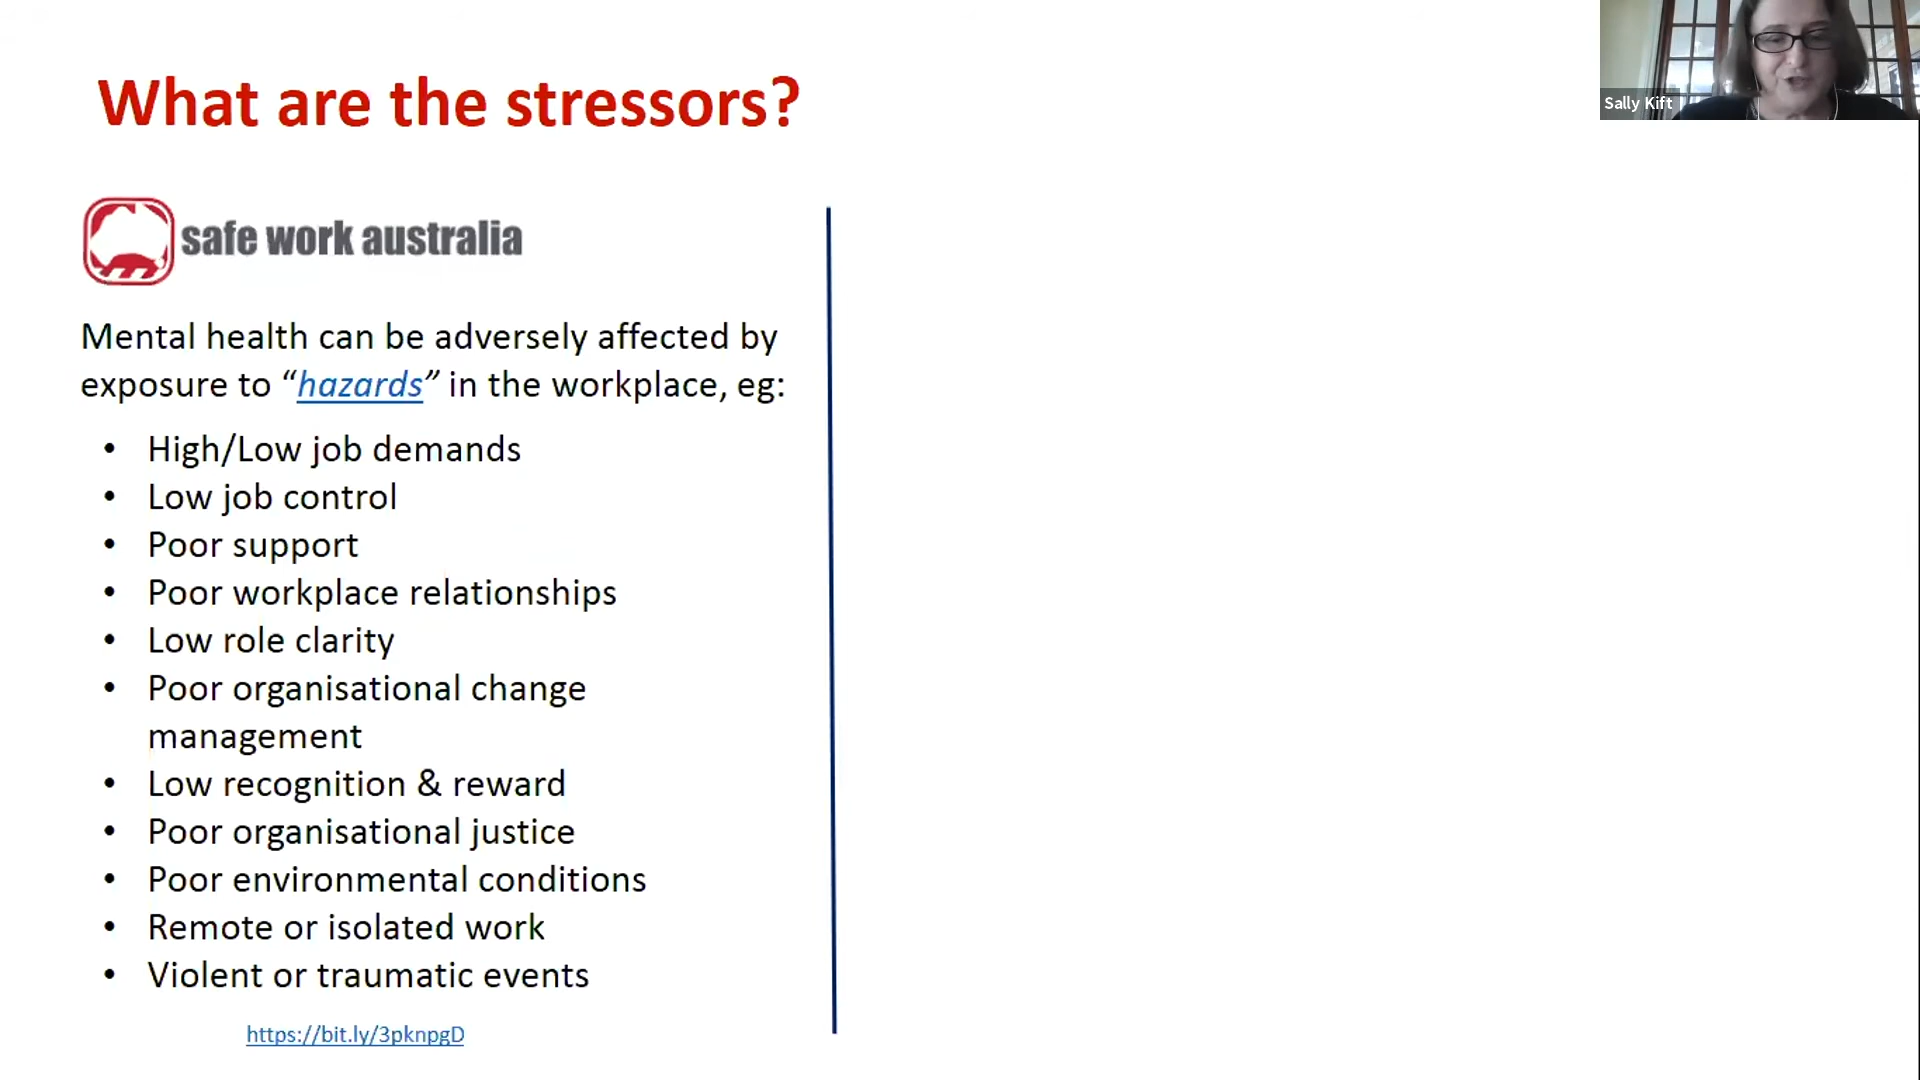 What are the stressors?
Sally Kift
safe work australia
Mental health can be adversely affected by
exposure to “hazards” in the workplace, eg:
• High/Low job demands
• Low job control
• Poor support
• Poor workplace relationships
• Low role clarity
• Poor organisational change
management
• Low recognition & reward
• Poor organisational justice
• Poor environmental conditions
• Remote or isolated work
• Violent or traumatic events
https://bit.ly/3pknpgD